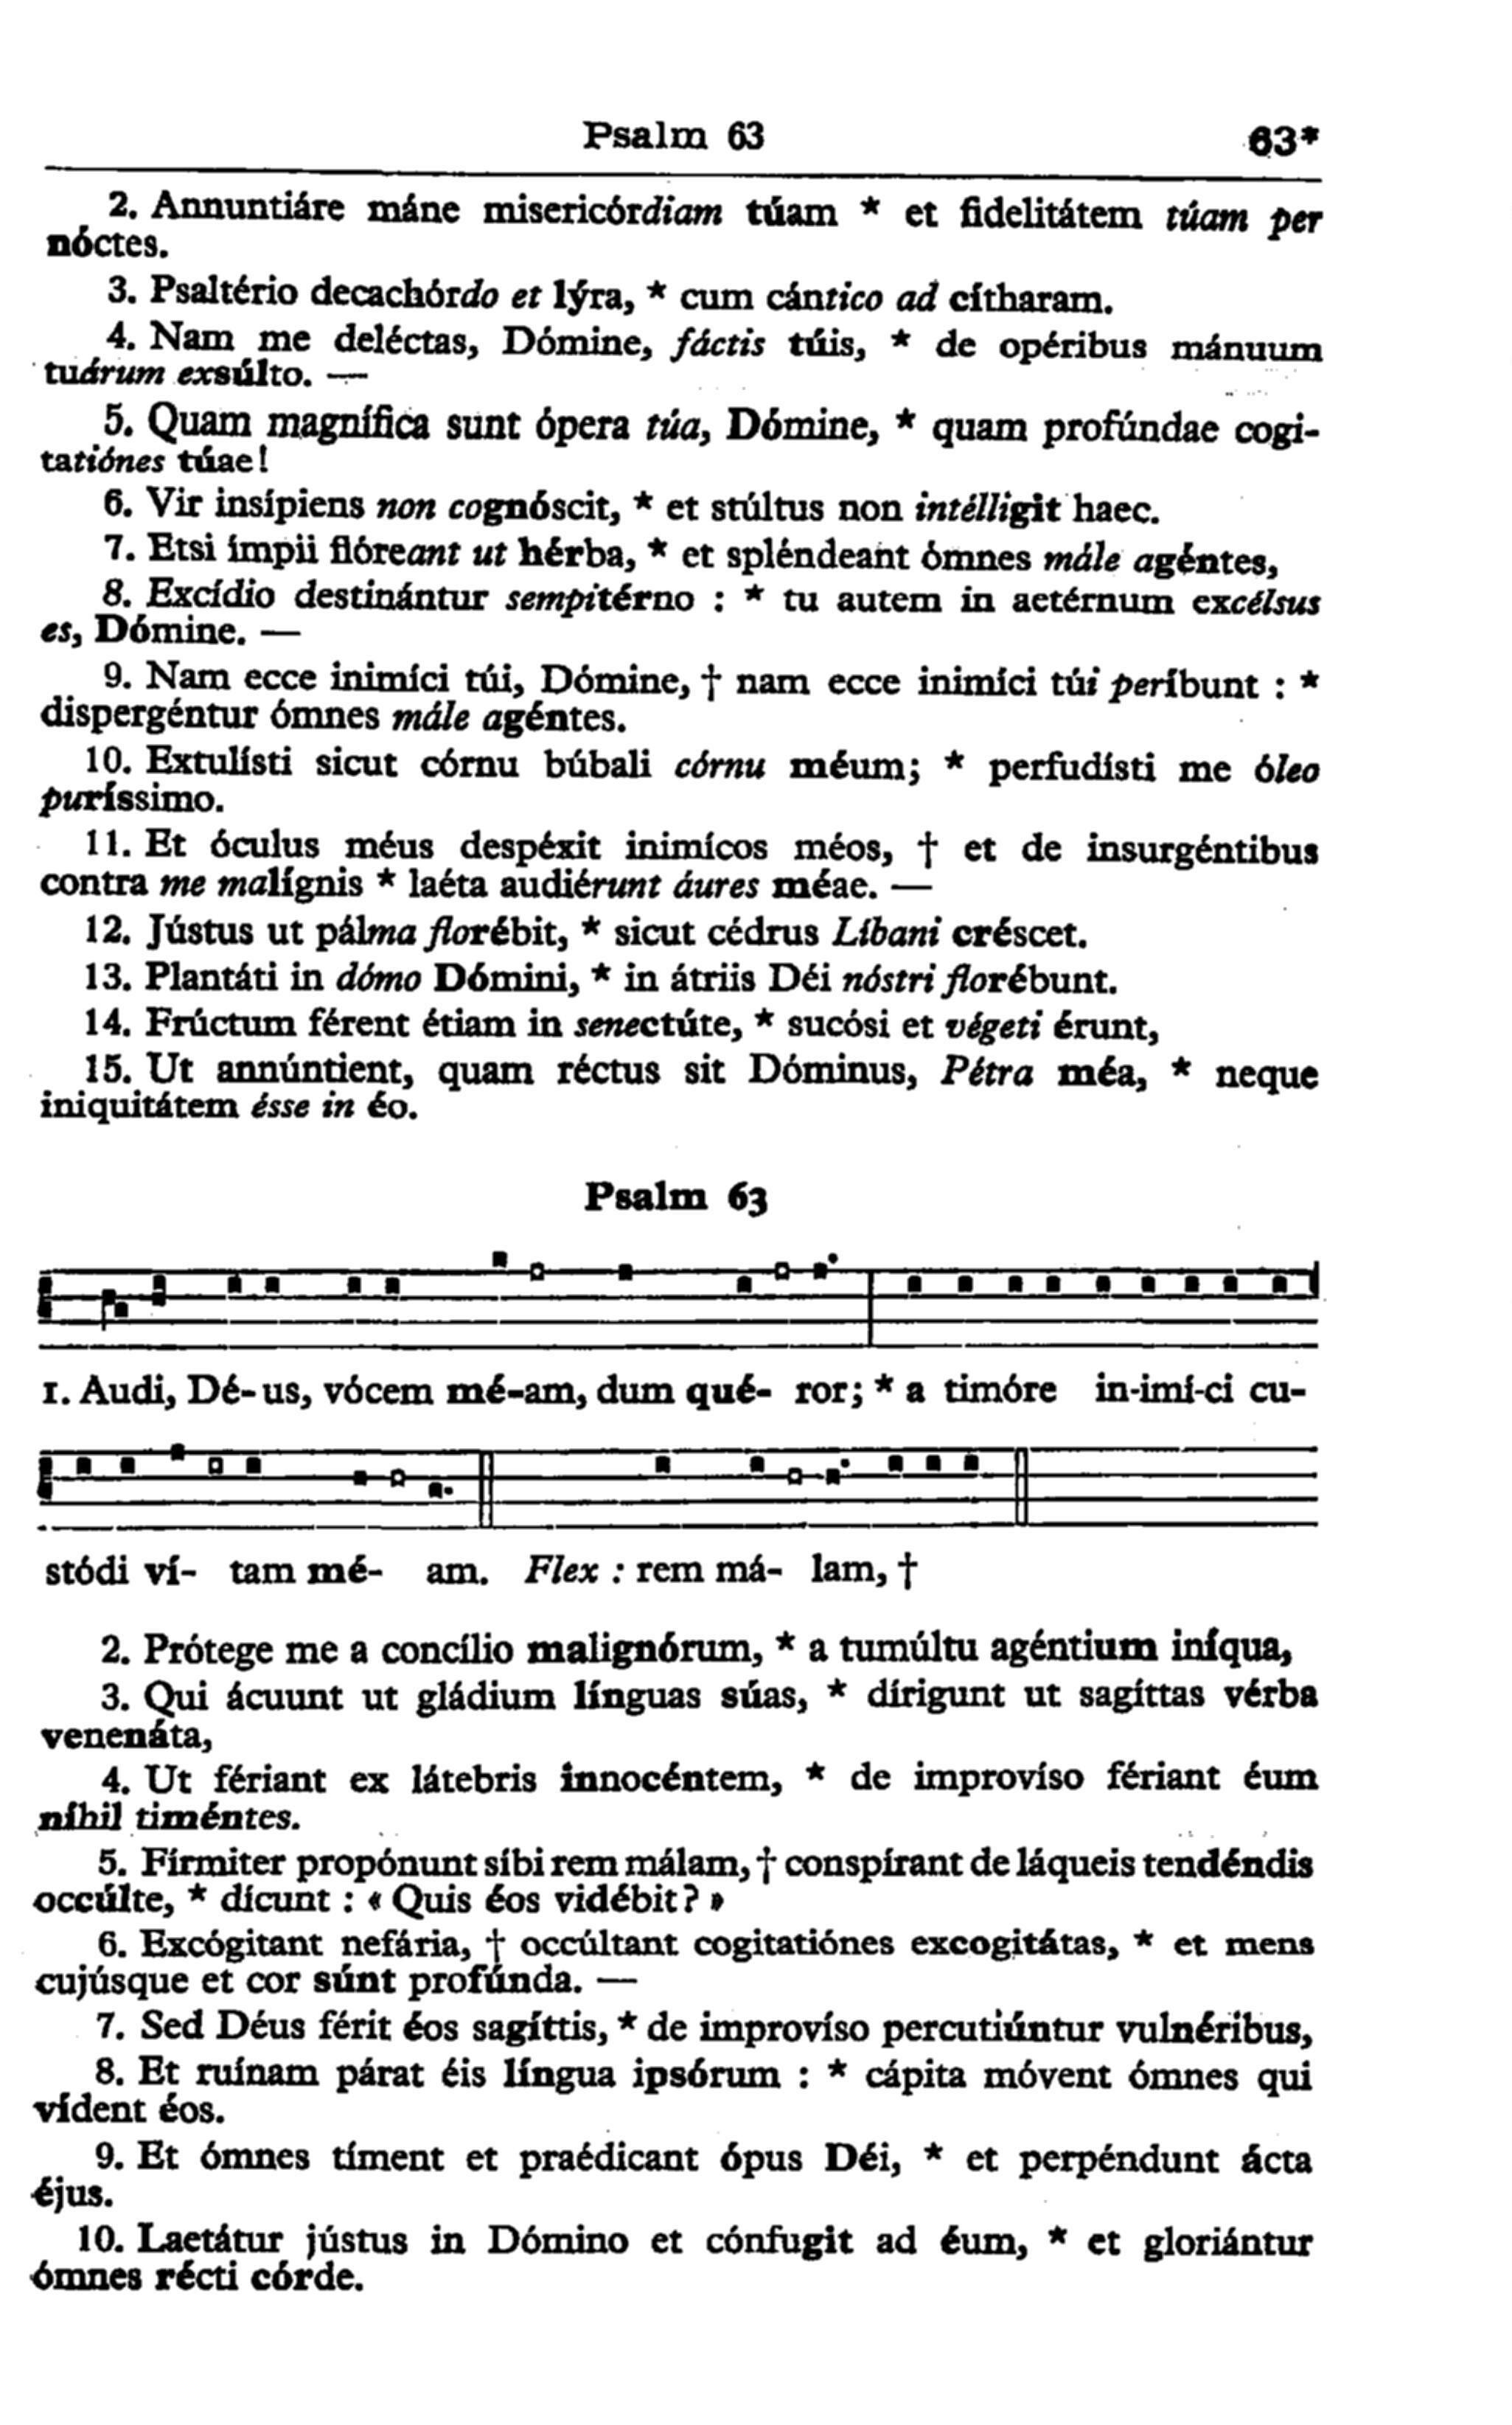 Psalm 63 63*
2. Annuntiáre máne misericórdiam túam * et fidelitátem túam per
nóctes.
3. Psaltério decachórdo et lýra, * cum cántico ad cítharam.
4. Nam me deléctas, Dómine, fáctis túis, * de opéribus mánuum
tuárum exsúlto. —
5. Quam magnífica sunt ópera túa, Dómine, * quam profúndae cogi-
tatiónes túae!
6. Vir insípiens non cognóscit, * et stúltus non intélligit haec.
7. Etsi ímpii flóreant ut hérba, * et spléndeant ómnes mále agéntes,
8. Excídio destinántur sempitérno : * tu autem in aetérnum excélsus
es, Dómine. —
9. Nam ecce inimíci túi, Dómine, † nam ecce inimíci túi períbunt : *
dispergéntur ómnes mále agéntes.
10. Extulísti sicut córnu búbali córnu méum; * perfudísti me óleo
puríssimo.
11. Et óculus méus despéxit inimícos méos, † et de insurgéntibus
contra me malígnis * laéta audiérunt áures méae. —
12. Jústus ut pálma florébit, * sicut cédrus Líbani créscet.
13. Plantáti in dómo Dómini, * in átriis Déi nóstri florébunt.
14. Frúctum férent étiam in senectúte, * sucósi et végeti érunt,
15. Ut annúntient, quam réctus sit Dóminus, Pétra méa, * neque
iniquitátem ésse in éo.
Psalm 63
1. Audi, Dé-us, vócem mé-am, dum qué- ror; * a timóre in-imí-ci cu-
stódi ví- tam mé- am. Flex : rem má- lam, †
2. Prótege me a concílio malignórum, * a tumúltu agéntium iníqua,
3. Qui ácuunt ut gládium línguas súas, * dírigunt ut sagíttas vérba
venenáta,
4. Ut fériant ex látebris innocéntem, * de improvíso fériant éum
níhil timéntes.
5. Fírmiter propónunt síbi rem málam, † conspírant de láqueis tendéndis
occúlte, * dícunt : « Quis éos vidébit? »
6. Excógitant nefária, † occúltant cogitatiónes excogitátas, * et mens
cujúsque et cor súnt profúnda. —
7. Sed Déus férit éos sagíttis, * de improvíso percutiúntur vulnéribus,
8. Et ruínam párat éis língua ipsórum : * cápita móvent ómnes qui
vídent éos.
9. Et ómnes tíment et praédicant ópus Déi, * et perpéndunt ácta
éjus.
10. Laetátur jústus in Dómino et cónfugit ad éum, * et gloriántur
ómnes récti córde.